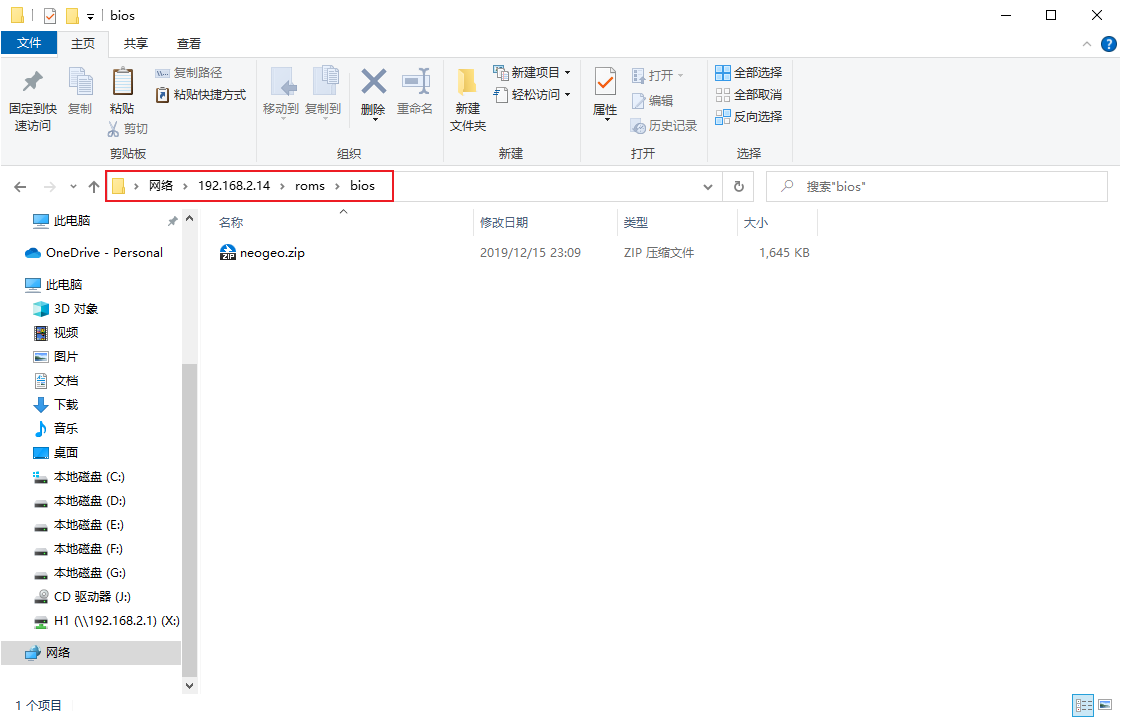 bios
文件 主页 共享 查看
固定到快速访问
复制
粘贴
复制路径
粘贴快捷方式
剪切
剪贴板
移动到
复制到
删除
重命名
组织
新建文件夹
新建项目
轻松访问
新建
属性
打开
编辑
历史记录
打开
全部选择
全部取消
反向选择
选择
网络 192.168.2.14 roms bios
搜索"bios"
此电脑
OneDrive - Personal
此电脑
3D 对象
视频
图片
文档
下载
音乐
桌面
本地磁盘 (C:)
本地磁盘 (D:)
本地磁盘 (E:)
本地磁盘 (F:)
本地磁盘 (G:)
CD 驱动器 (J:)
H1 (\\192.168.2.1) (X:)
网络
名称 修改日期 类型 大小
ZIP neogeo.zip 2019/12/15 23:09 ZIP 压缩文件 1,645 KB
1 个项目